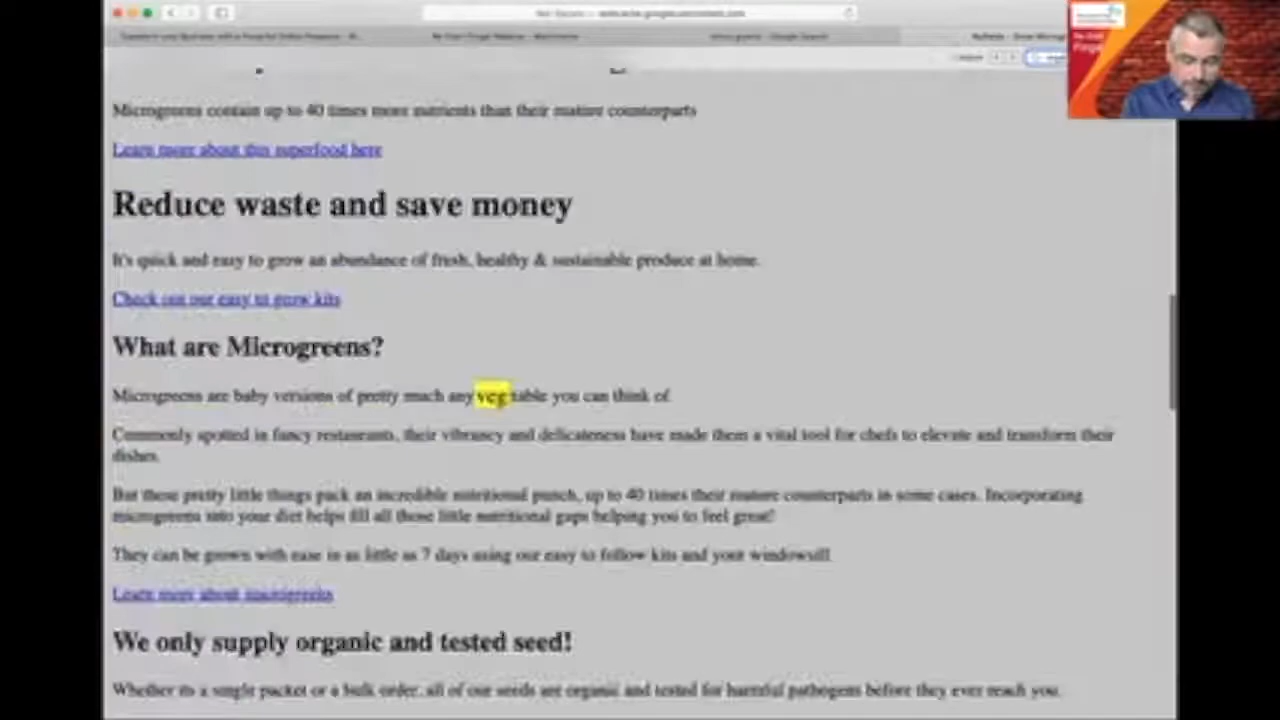 Microgreens contain up to 40 times more nutrients than their mature counterparts
Learn more about this superfood here
Reduce waste and save money
It's quick and easy to grow an abundance of fresh, healthy & sustainable produce at home.
Check out our easy to grow kits
What are Microgreens?
Microgreens are baby versions of pretty much any vegetable you can think of.
Commonly spotted in fancy restaurants, their vibrancy and delicateness have made them a vital tool for chefs to elevate and transform their
dishes.
But these pretty little things pack an incredible nutritional punch, up to 40 times their mature counterparts in some cases. Incorporating
microgreens into your diet helps fill all those little nutritional gaps helping you to feel great!
They can be grown with ease in as little as 7 days using our easy to follow kits and your windowsill
Learn more about microgreens
We only supply organic and tested seed!
Whether its a single packet or a bulk order, all of our seeds are organic and tested for harmful pathogens before they ever reach you.